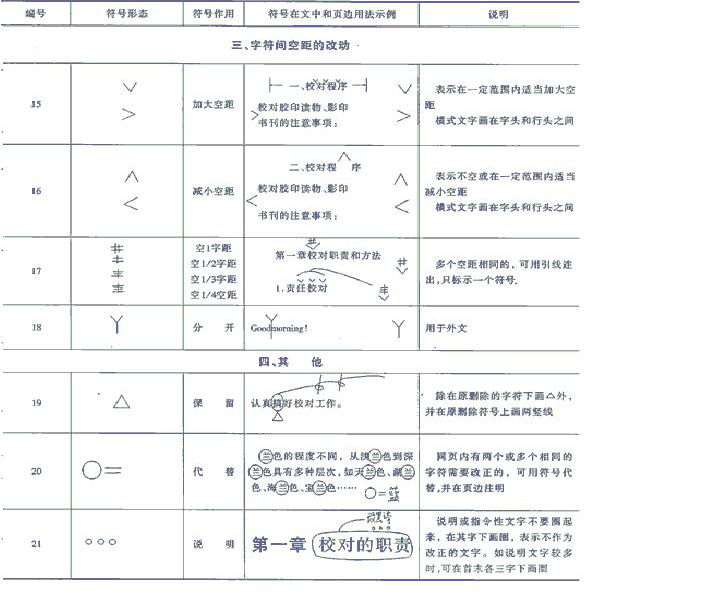 编号 符号形态 符号作用 符号在文中和页边用法示例 说明
三、字符间空距的改动
15 加大空距 一、校对程序
校对胶印读物、影印
书刊的注意事项：
表示在一定范围内适当加大空
距
横式文字画在字头和行头之间
16 减小空距 二、校对程 序
校对胶印读物、影印
书刊的注意事项：
表示不空或在一定范围内适当
减小空距
横式文字画在字头和行头之间
17 空1字距
空1/2字距
空1/3字距
空1/4空距
第一章校对职责和方法
1.责任校对
多个空距相同的，可用引线连
出，只标示一个符号。
18 分 开 Goodmorning! 用于外文
四、其 他
19 保 留 认真搞好校对工作。
除在原删除的字符下画△外，
并在原删除符号上画两竖线
20 ○= 代 替
兰色的程度不同，从淡兰色到深
兰色具有多种层次，如天兰色、湖兰
色、海兰色、宝兰色……
○=蓝
同页内有两个或多个相同的
字符需要改正的，可用符号代
替，并在页边注明
21 说 明
第一章 校对的职责
改黑体
说明或指令性文字不要圈起
来，在其字下画圈，表示不作为
改正的文字。如说明文字较多
时，可在首末各三字下画圈